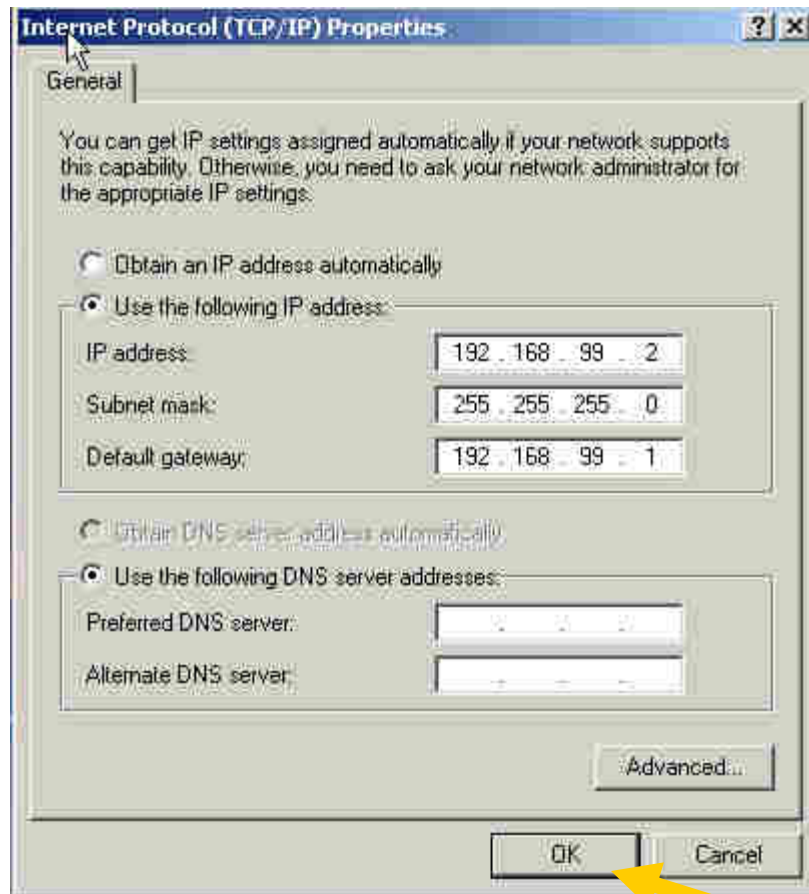 Internet Protocol (TCP/IP) Properties
General
You can get IP settings assigned automatically if your network supports
this capability. Otherwise, you need to ask your network administrator for
the appropriate IP settings.
Obtain an IP address automatically
Use the following IP address:
IP address: 192 . 168 . 99 . 2
Subnet mask: 255 . 255 . 255 . 0
Default gateway: 192 . 168 . 99 . 1
Obtain DNS server address automatically
Use the following DNS server addresses:
Preferred DNS server: . . .
Alternate DNS server: . . .
Advanced...
OK Cancel